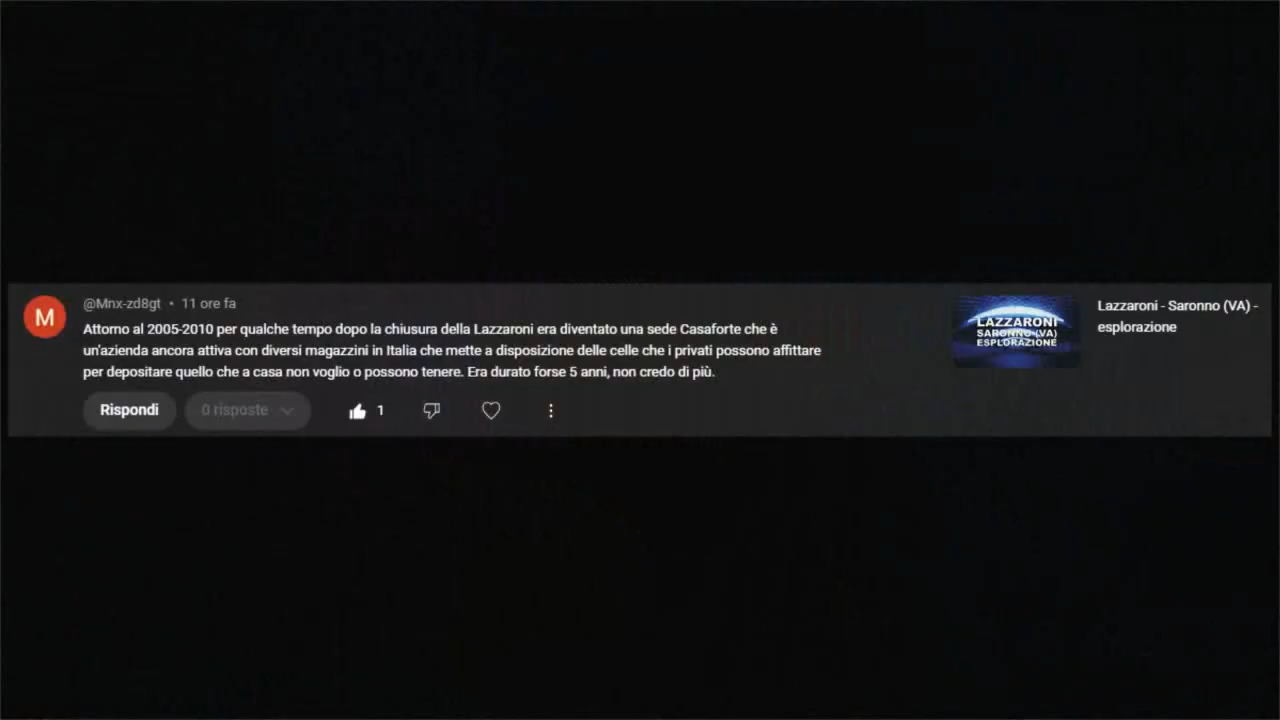 @Mnx-zd8gt • 11 ore fa
Attorno al 2005-2010 per qualche tempo dopo la chiusura della Lazzaroni era diventato una sede Casaforte che è
un'azienda ancora attiva con diversi magazzini in Italia che mette a disposizione delle celle che i privati possono affittare
per depositare quello che a casa non voglio o possono tenere. Era durato forse 5 anni, non credo di più.
Rispondi
0 risposte
1
M
LAZZARONI
SARONNO (VA)
ESPLORAZIONE
Lazzaroni - Saronno (VA) -
esplorazione